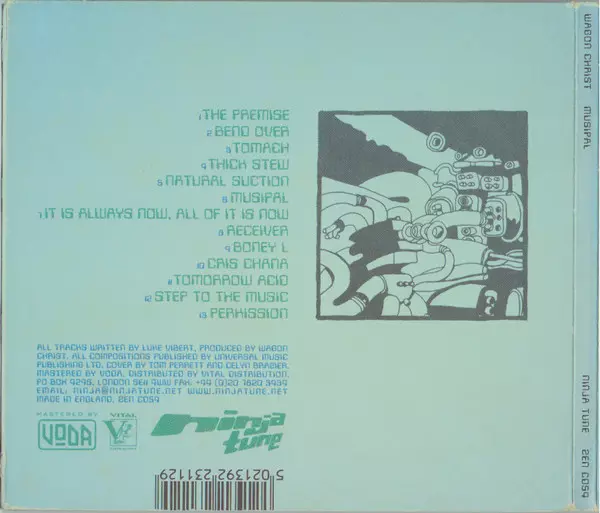 1 THE PREMISE
2 BEND OVER
3 TOMACH
4 THICK STEW
5 NATURAL SUCTION
6 MUSIPAL
7 IT IS ALWAYS NOW, ALL OF IT IS NOW
8 RECEIVER
9 BONEY L
10 CRIS CHANA
11 TOMORROW ACID
12 STEP TO THE MUSIC
13 PERKISSION
ALL TRACKS WRITTEN BY LUKE VIBERT, PRODUCED BY WAGON
CHRIST. ALL COMPOSITIONS PUBLISHED BY UNIVERSAL MUSIC
PUBLISHING LTD. COVER BY TOM PERRETT AND CELYN BRAZIER.
MASTERED BY VODA. DISTRIBUTED BY VITAL DISTRIBUTION.
PO BOX 4296, LONDON SE11 4WW FAX: +44 (0)20 7820 3434
EMAIL: NINJA@NINJATUNE.NET WWW.NINJATUNE.NET
MADE IN ENGLAND. ZEN CD54
MASTERED BY
VODA
VITAL
ninja
tune
5 021392 231129
WAGON CHRIST MUSIPAL
NINJA TUNE ZEN CD54